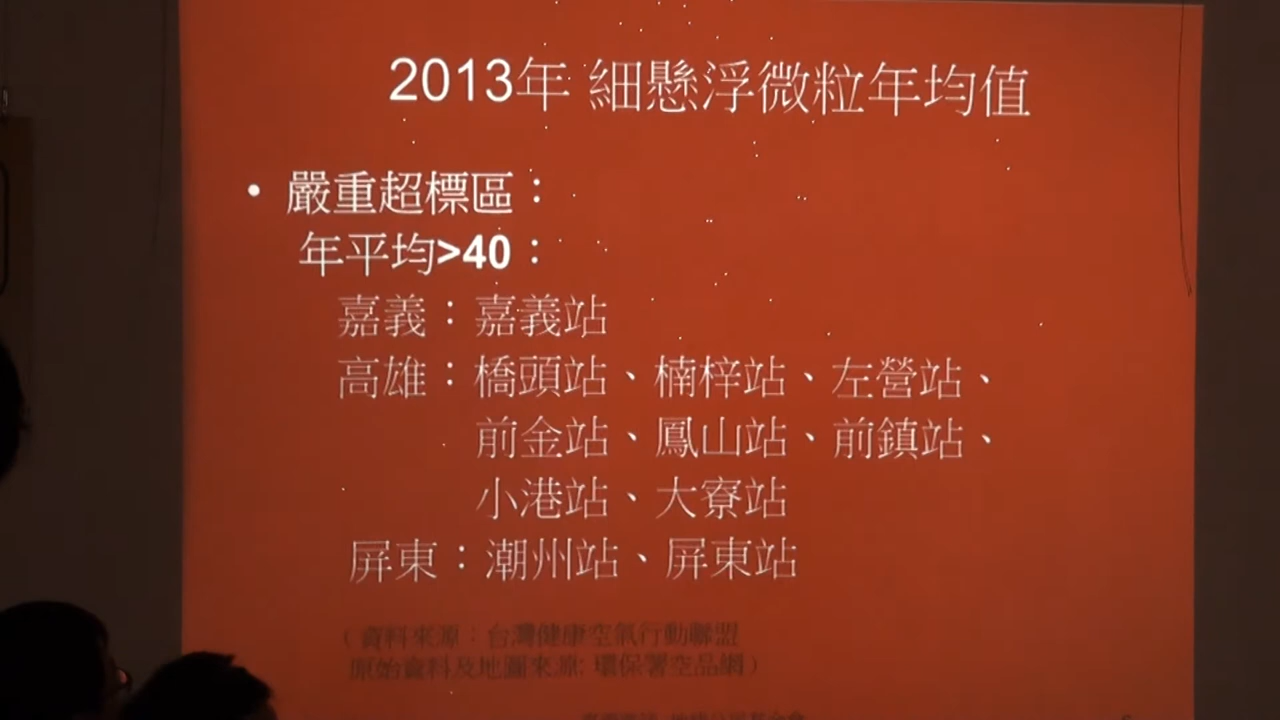 2013年 細懸浮微粒年均值
• 嚴重超標區：
年平均>40：
嘉義：嘉義站
高雄：橋頭站、楠梓站、左營站、
前金站、鳳山站、前鎮站、
小港站、大寮站
屏東：潮州站、屏東站
（資料來源：台灣健康空氣行動聯盟
原始資料及地圖來源: 環保署空品網）